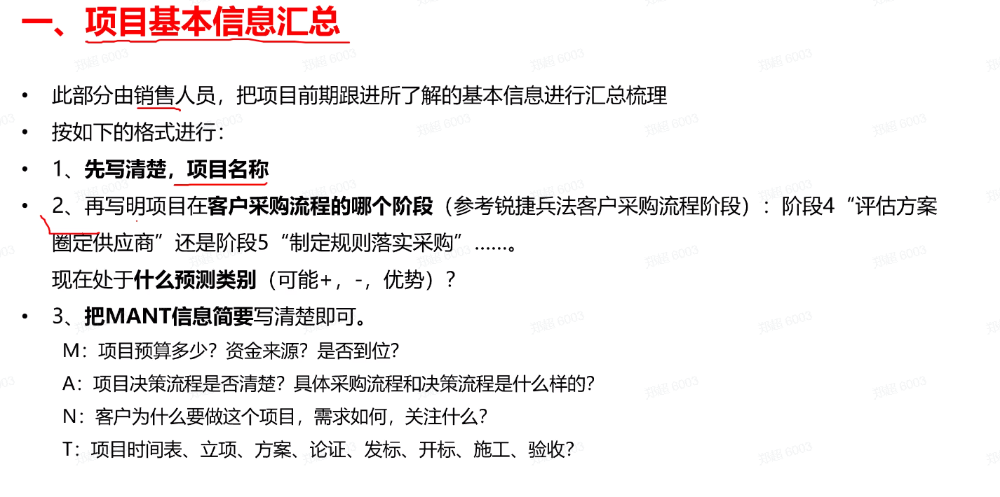 一、项目基本信息汇总
• 此部分由销售人员，把项目前期跟进所了解的基本信息进行汇总梳理
• 按如下的格式进行：
• 1、先写清楚，项目名称
• 2、再写明项目在客户采购流程的哪个阶段（参考锐捷兵法客户采购流程阶段）：阶段4“评估方案
圈定供应商”还是阶段5“制定规则落实采购”……。
现在处于什么预测类别（可能+，-，优势）？
• 3、把MANT信息简要写清楚即可。
M：项目预算多少？资金来源？是否到位？
A：项目决策流程是否清楚？具体采购流程和决策流程是什么样的？
N：客户为什么要做这个项目，需求如何，关注什么？
T：项目时间表、立项、方案、论证、发标、开标、施工、验收？
郑超 6003